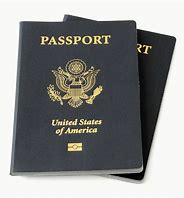 PASSPORT
United States
of America